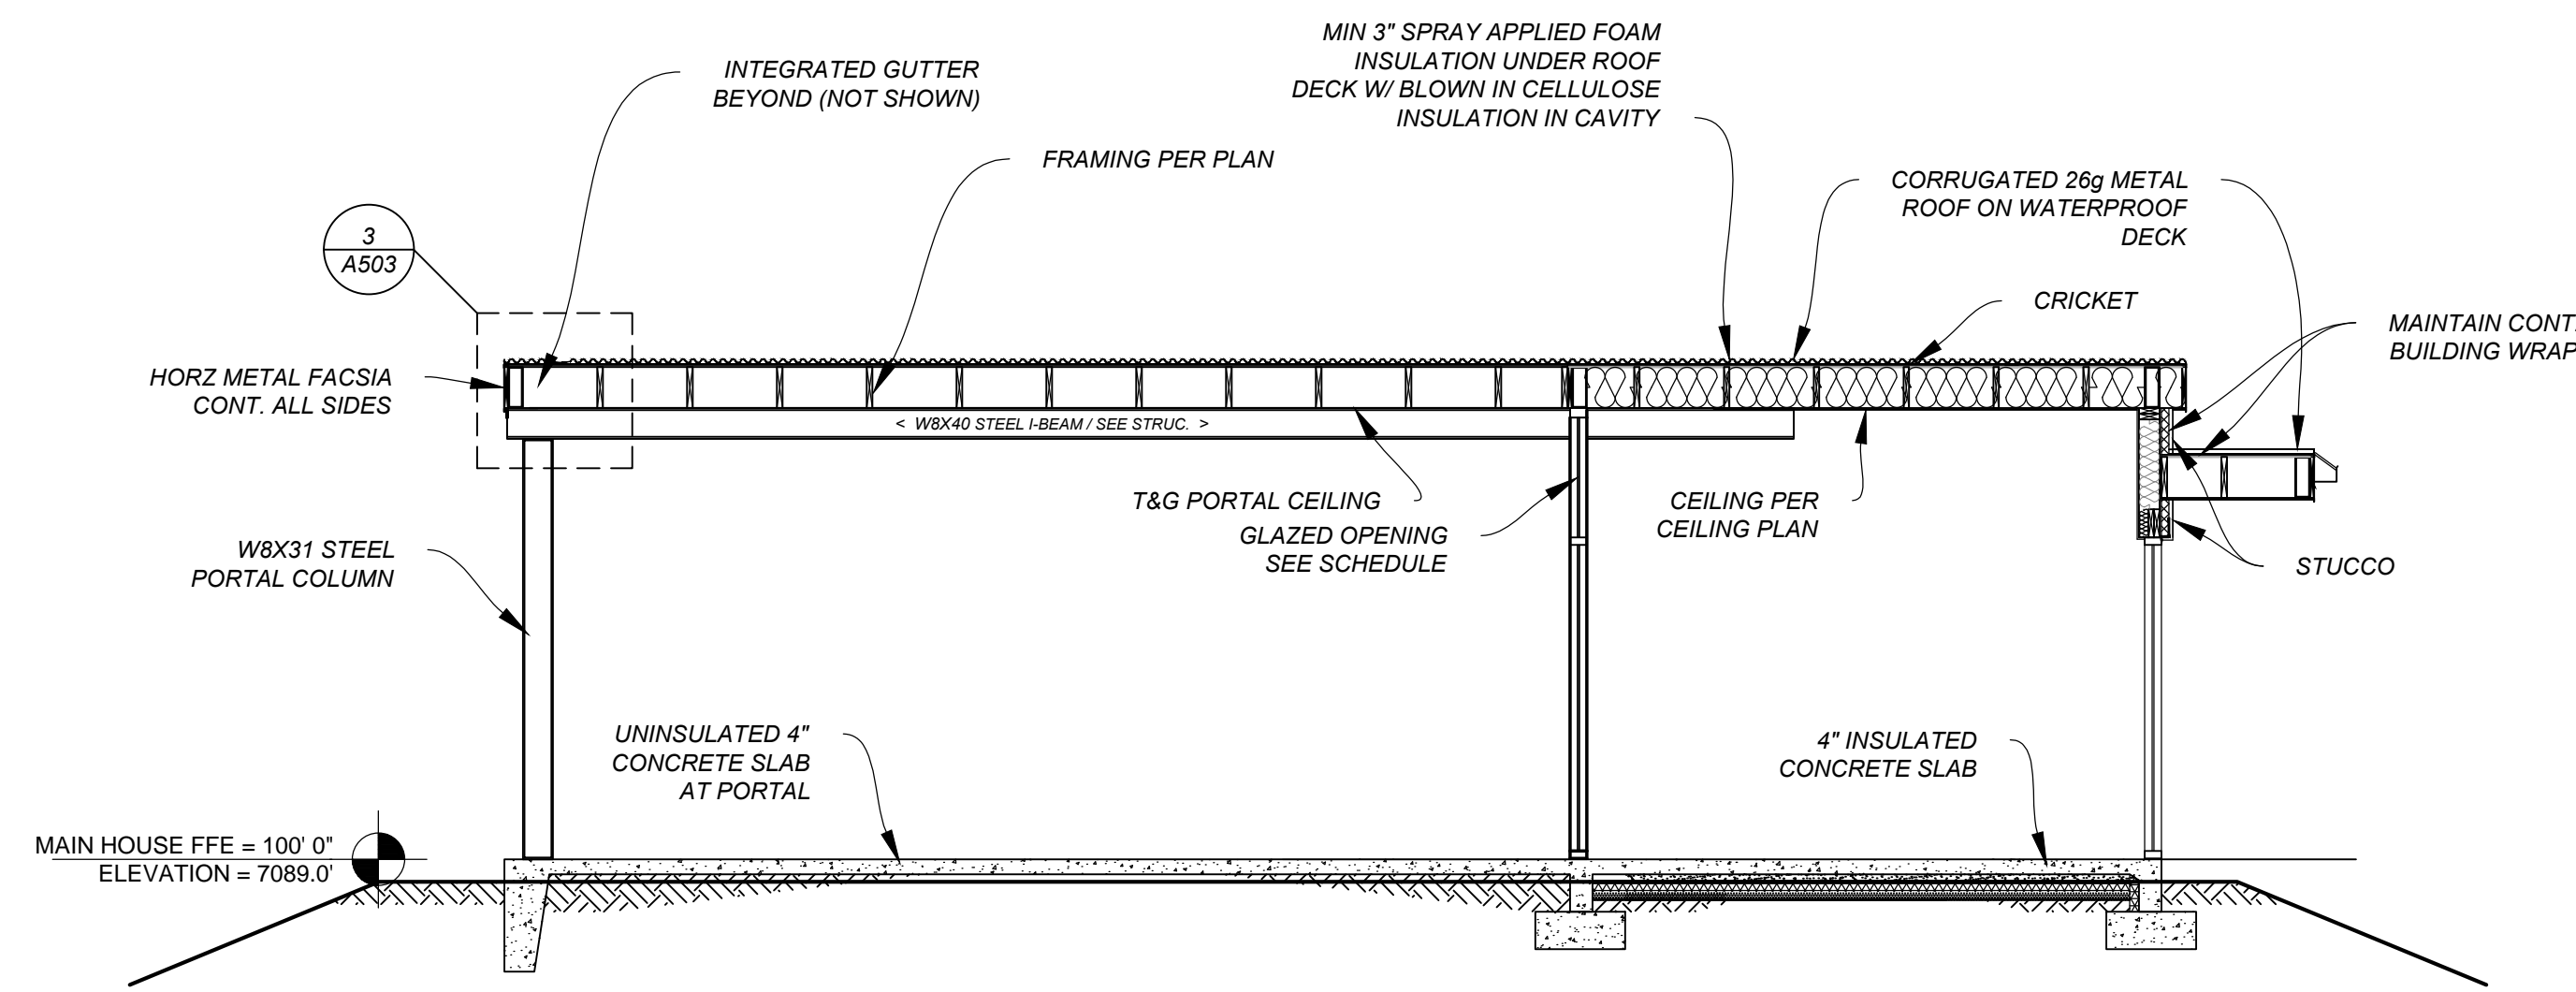 MIN 3" SPRAY APPLIED FOAM
INSULATION UNDER ROOF
DECK W/ BLOWN IN CELLULOSE
INSULATION IN CAVITY
INTEGRATED GUTTER
BEYOND (NOT SHOWN)
FRAMING PER PLAN
CORRUGATED 26g METAL
ROOF ON WATERPROOF
DECK
3
A503
CRICKET
MAINTAIN CONT
BUILDING WRAP
HORZ METAL FACSIA
CONT. ALL SIDES
< W8X40 STEEL I-BEAM / SEE STRUC. >
T&G PORTAL CEILING
GLAZED OPENING
SEE SCHEDULE
CEILING PER
CEILING PLAN
W8X31 STEEL
PORTAL COLUMN
STUCCO
UNINSULATED 4"
CONCRETE SLAB
AT PORTAL
4" INSULATED
CONCRETE SLAB
MAIN HOUSE FFE = 100' 0"
ELEVATION = 7089.0'